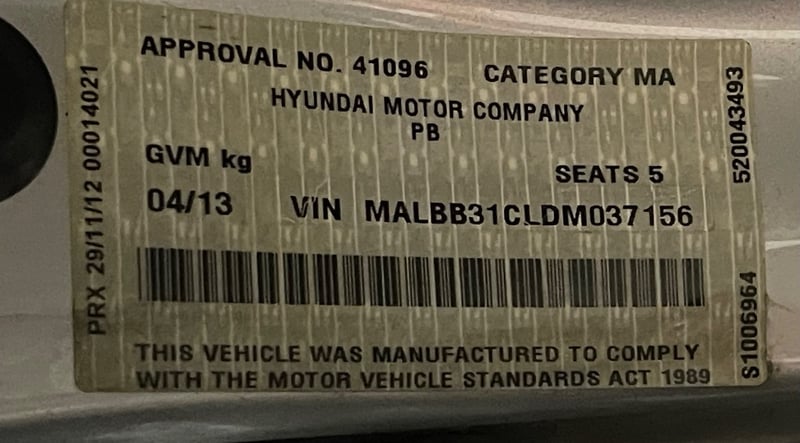 APPROVAL NO. 41096 CATEGORY MA
HYUNDAI MOTOR COMPANY
PB
GVM kg SEATS 5
04/13 VIN MALBB31CLDM037156
THIS VEHICLE WAS MANUFACTURED TO COMPLY
WITH THE MOTOR VEHICLE STANDARDS ACT 1989
PRX 29/11/12 00014021
520043493
S1006964